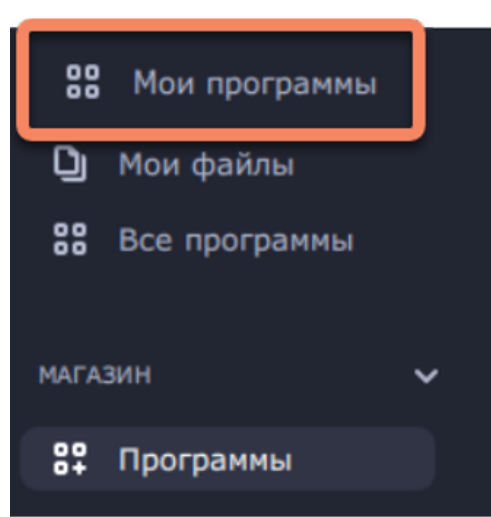 Мои программы
Мои файлы
Все программы
МАГАЗИН
Программы